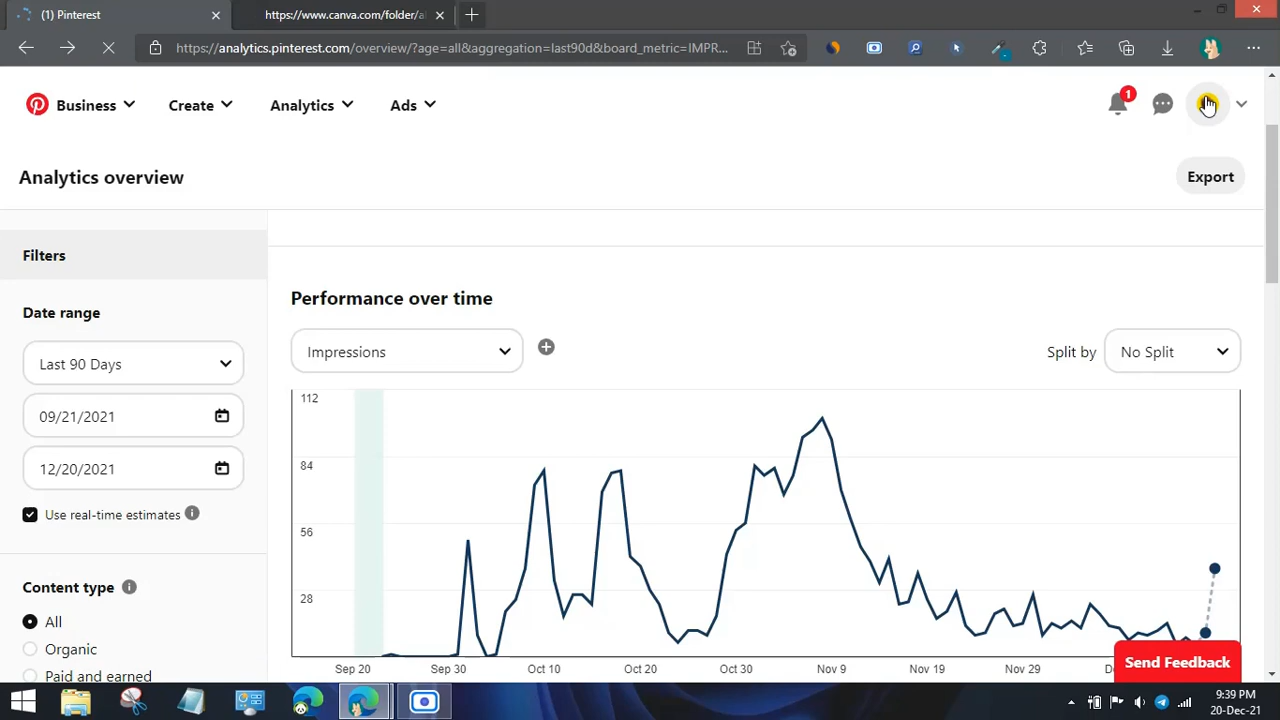 (1) Pinterest
https://www.canva.com/folder/al
https://analytics.pinterest.com/overview/?age=all&aggregation=last90d&board_metric=IMPR...
Business
Create
Analytics
Ads
1
Analytics overview
Export
Filters
Date range
Last 90 Days
09/21/2021
12/20/2021
Use real-time estimates
Content type
All
Organic
Paid and earned
Performance over time
Impressions
Split by
No Split
112
84
56
28
Sep 20
Sep 30
Oct 10
Oct 20
Oct 30
Nov 9
Nov 19
Nov 29
Send Feedback
9:39 PM
20-Dec-21